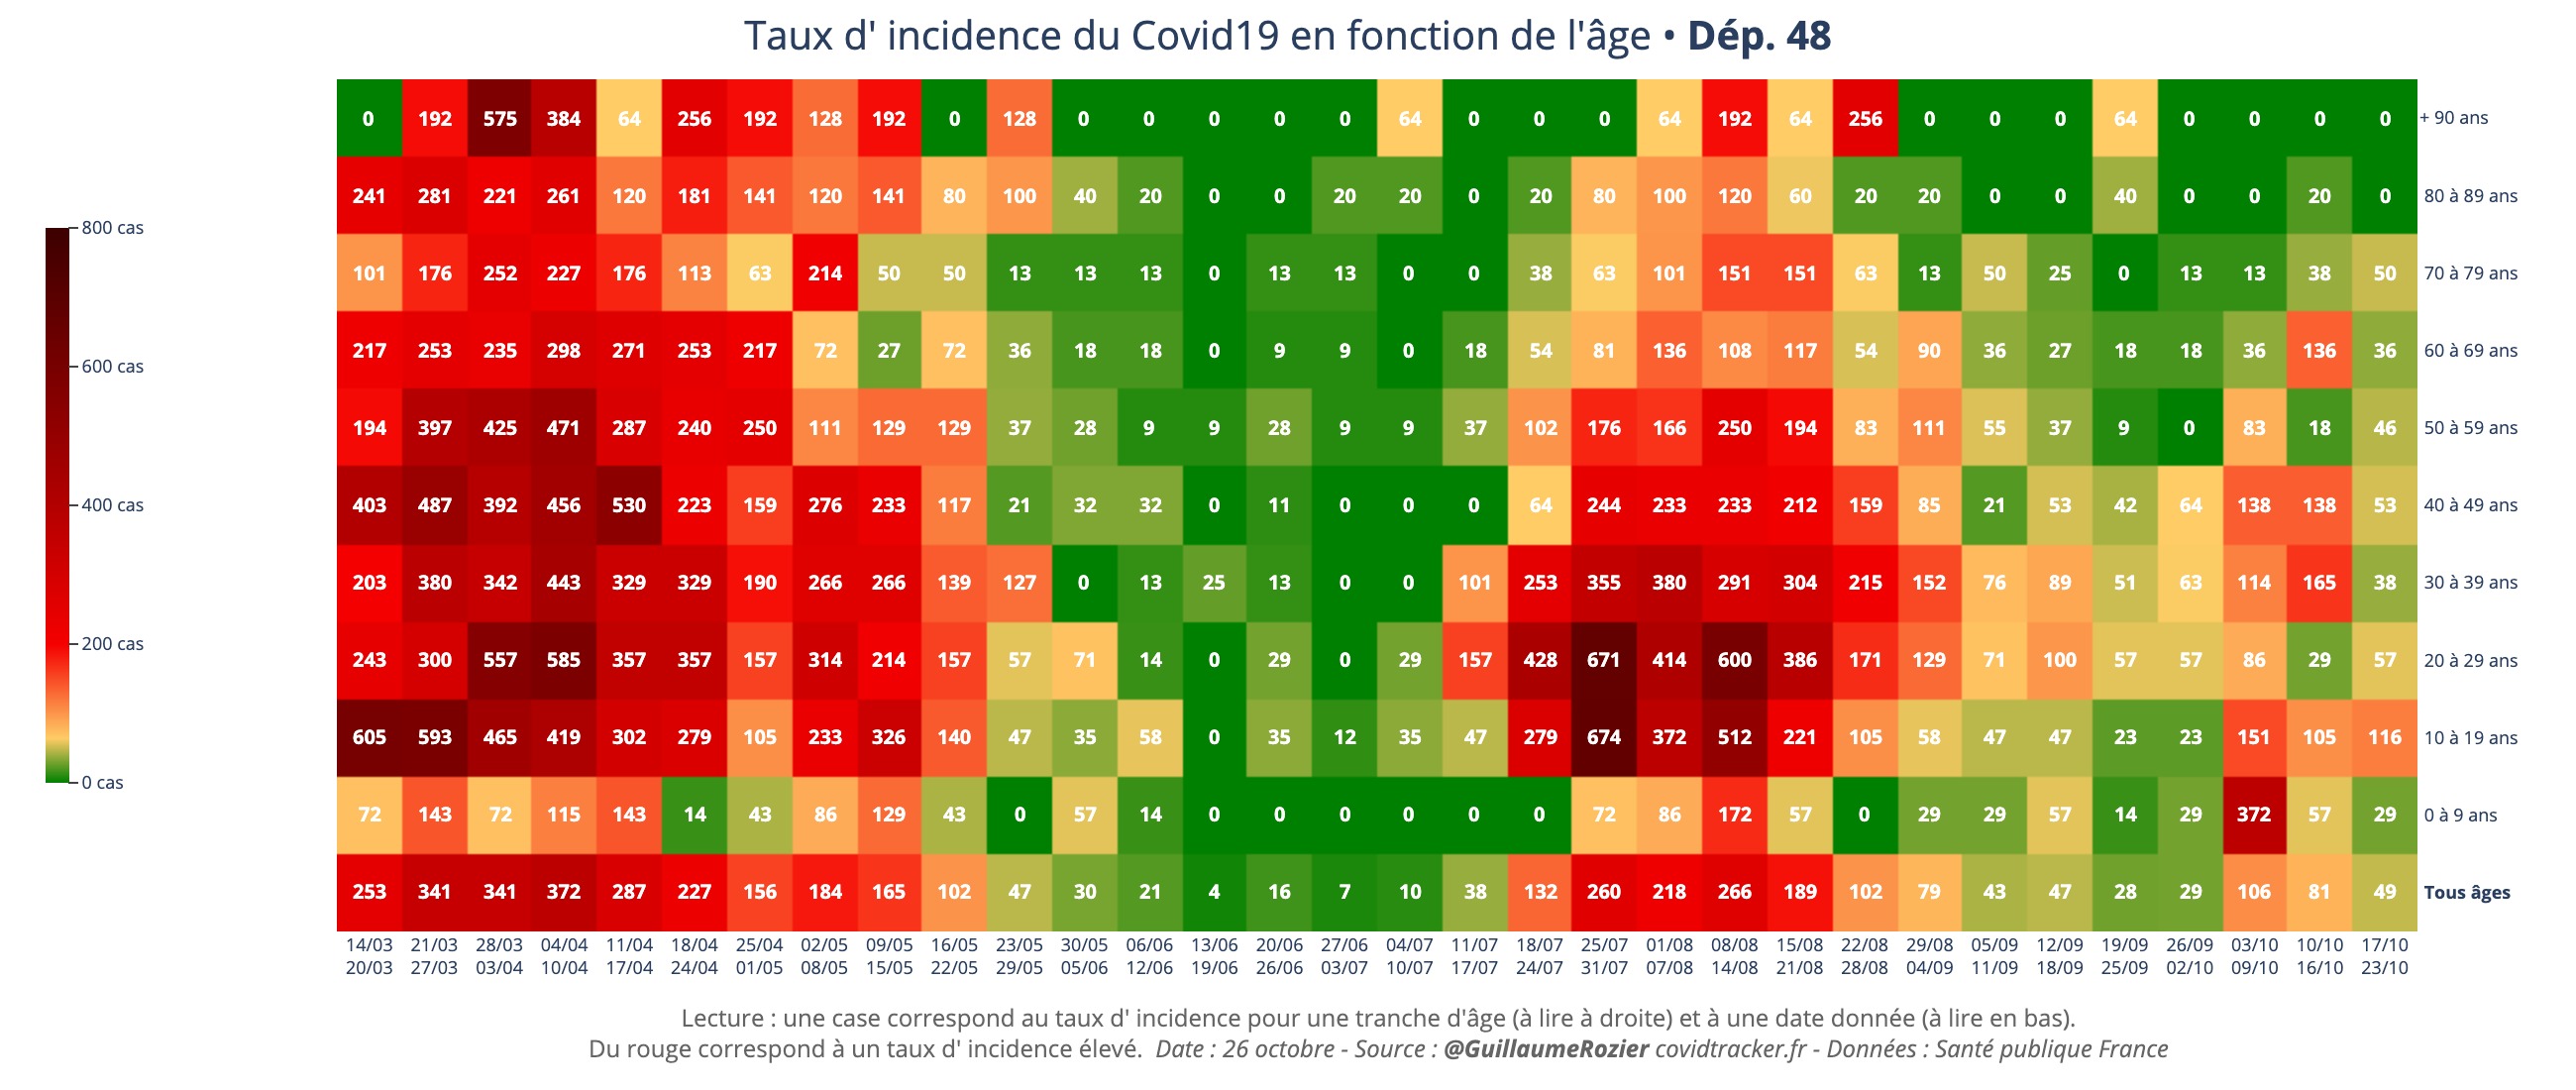 Taux d' incidence du Covid19 en fonction de l'âge • Dép. 48
800 cas
600 cas
400 cas
200 cas
0 cas
0 192 575 384 64 256 192 128 192 0 128 0 0 0 0 0 64 0 0 0 64 192 64 256 0 0 0 64 0 0 0 0 + 90 ans
241 281 221 261 120 181 141 120 141 80 100 40 20 0 0 20 20 0 20 80 100 120 60 20 20 0 0 40 0 0 20 0 80 à 89 ans
101 176 252 227 176 113 63 214 50 50 13 13 13 0 13 13 0 0 38 63 101 151 151 63 13 50 25 0 13 13 38 50 70 à 79 ans
217 253 235 298 271 253 217 72 27 72 36 18 18 0 9 9 0 18 54 81 136 108 117 54 90 36 27 18 18 36 136 36 60 à 69 ans
194 397 425 471 287 240 250 111 129 129 37 28 9 9 28 9 9 37 102 176 166 250 194 83 111 55 37 9 0 83 18 46 50 à 59 ans
403 487 392 456 530 223 159 276 233 117 21 32 32 0 11 0 0 0 64 244 233 233 212 159 85 21 53 42 64 138 138 53 40 à 49 ans
203 380 342 443 329 329 190 266 266 139 127 0 13 25 13 0 0 101 253 355 380 291 304 215 152 76 89 51 63 114 165 38 30 à 39 ans
243 300 557 585 357 357 157 314 214 157 57 71 14 0 29 0 29 157 428 671 414 600 386 171 129 71 100 57 57 86 29 57 20 à 29 ans
605 593 465 419 302 279 105 233 326 140 47 35 58 0 35 12 35 47 279 674 372 512 221 105 58 47 47 23 23 151 105 116 10 à 19 ans
72 143 72 115 143 14 43 86 129 43 0 57 14 0 0 0 0 0 0 72 86 172 57 0 29 29 57 14 29 372 57 29 0 à 9 ans
253 341 341 372 287 227 156 184 165 102 47 30 21 4 16 7 10 38 132 260 218 266 189 102 79 43 47 28 29 106 81 49 Tous âges
14/03 21/03 28/03 04/04 11/04 18/04 25/04 02/05 09/05 16/05 23/05 30/05 06/06 13/06 20/06 27/06 04/07 11/07 18/07 25/07 01/08 08/08 15/08 22/08 29/08 05/09 12/09 19/09 26/09 03/10 10/10 17/10
20/03 27/03 03/04 10/04 17/04 24/04 01/05 08/05 15/05 22/05 29/05 05/06 12/06 19/06 26/06 03/07 10/07 17/07 24/07 31/07 07/08 14/08 21/08 28/08 04/09 11/09 18/09 25/09 02/10 09/10 16/10 23/10
Lecture : une case correspond au taux d' incidence pour une tranche d'âge (à lire à droite) et à une date donnée (à lire en bas).
Du rouge correspond à un taux d' incidence élevé. Date : 26 octobre - Source : @GuillaumeRozier covidtracker.fr - Données : Santé publique France